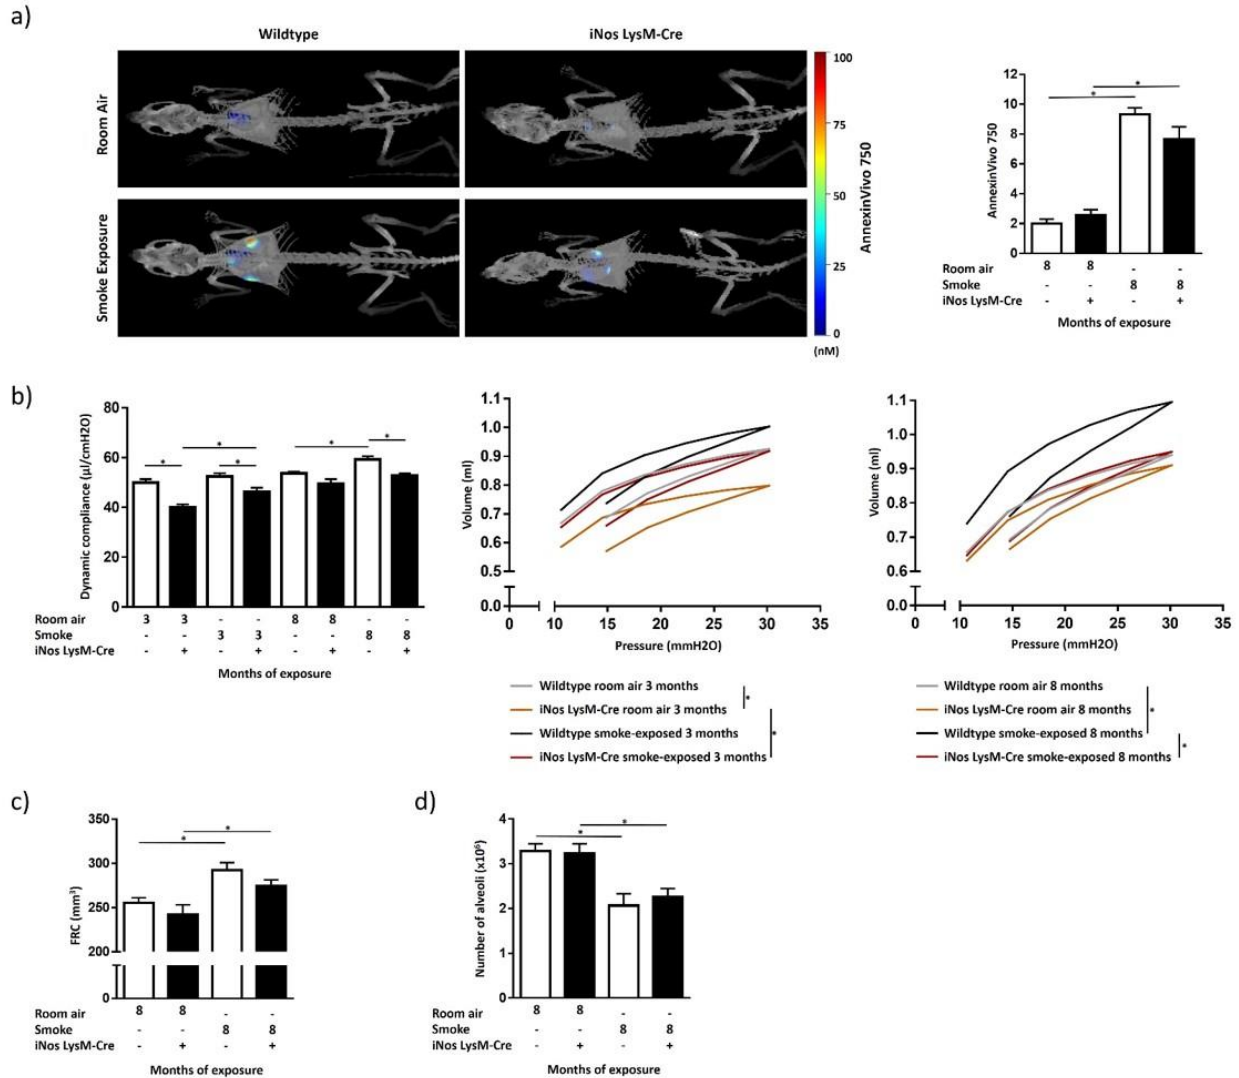 a)
Wildtype
iNos LysM-Cre
Room Air
Smoke Exposure
100
75
50
25
0
(nM)
AnnexinVivo 750
AnnexinVivo 750
12
10
8
6
4
2
0
* *
Room air 8 8 - -
Smoke - - 8 8
iNos LysM-Cre - + - +
Months of exposure
b)
Dynamic compliance (µl/cmH2O)
80
60
40
20
0
* * * * *
Room air 3 3 - - 8 8 - -
Smoke - - 3 3 - - 8 8
iNos LysM-Cre - + - + - + - +
Months of exposure
Volume (ml)
1.1
1.0
0.9
0.8
0.7
0.6
0.5
0.0
0 10 15 20 25 30 35
Pressure (mmH2O)
Wildtype room air 3 months
iNos LysM-Cre room air 3 months
Wildtype smoke-exposed 3 months
iNos LysM-Cre smoke-exposed 3 months
* *
Volume (ml)
1.1
1.0
0.9
0.8
0.7
0.6
0.0
0 10 15 20 25 30 35
Pressure (mmH2O)
Wildtype room air 8 months
iNos LysM-Cre room air 8 months
Wildtype smoke-exposed 8 months
iNos LysM-Cre smoke-exposed 8 months
* *
c)
FRC (mm³)
350
300
250
200
0
* *
Room air 8 8 - -
Smoke - - 8 8
iNos LysM-Cre - + - +
Months of exposure
d)
Number of alveoli (x10⁶)
4
3
2
1
0
* *
Room air 8 8 - -
Smoke - - 8 8
iNos LysM-Cre - + - +
Months of exposure